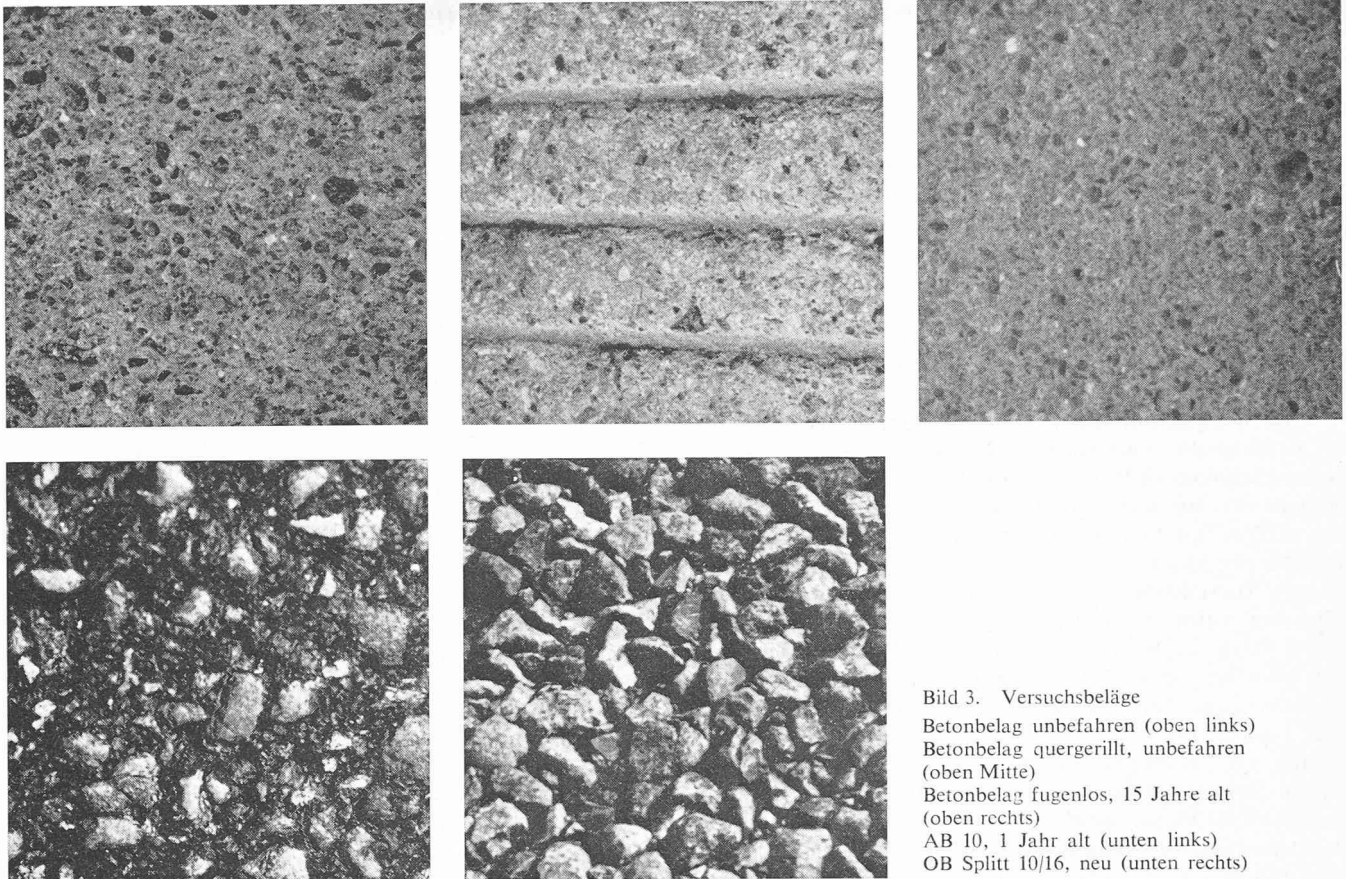 Bild 3. Versuchsbeläge
Betonbelag unbefahren (oben links)
Betonbelag quergerillt, unbefahren
(oben Mitte)
Betonbelag fugenlos, 15 Jahre alt
(oben rechts)
AB 10, 1 Jahr alt (unten links)
OB Splitt 10/16, neu (unten rechts)